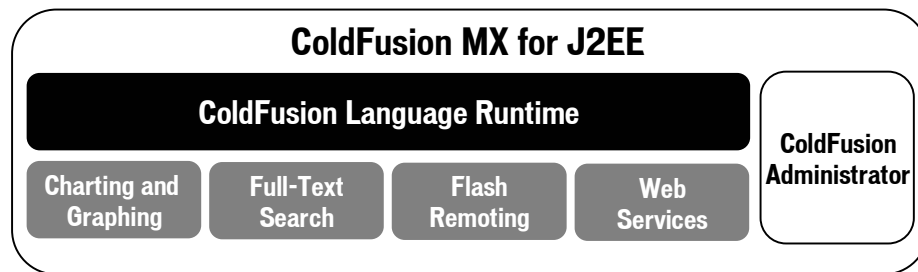 ColdFusion MX for J2EE
ColdFusion Language Runtime
Charting and
Graphing
Full-Text
Search
Flash
Remoting
Web
Services
ColdFusion
Administrator